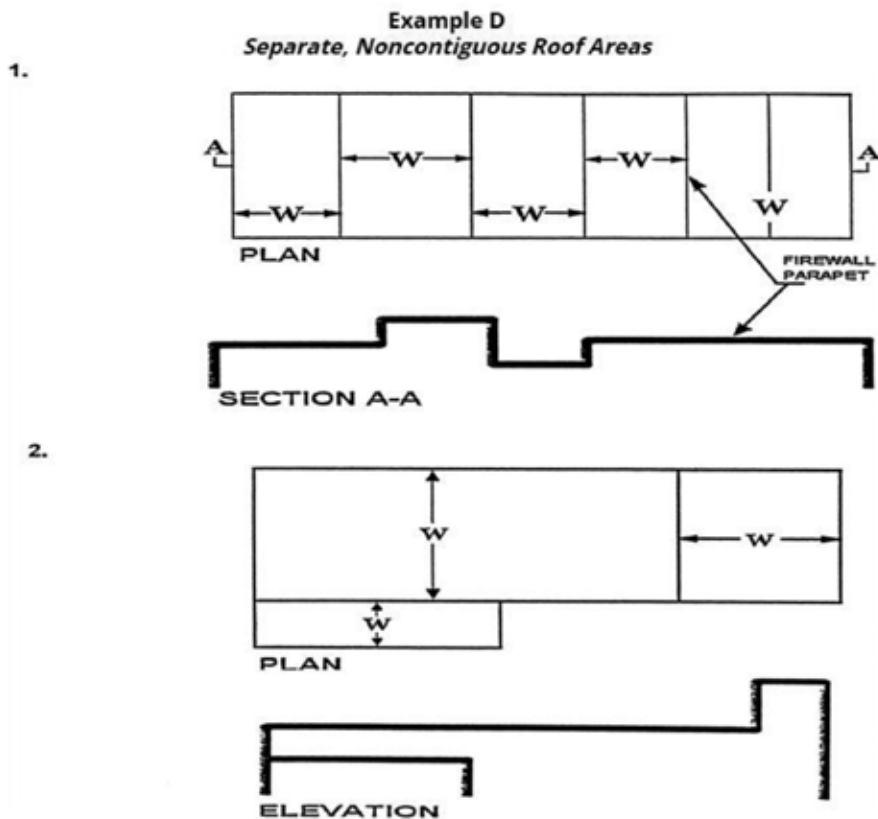 Example D
Separate, Noncontiguous Roof Areas
1.
A
W
W
A
W
W
W
W
PLAN
FIREWALL
PARAPET
SECTION A-A
2.
W
W
W
PLAN
ELEVATION